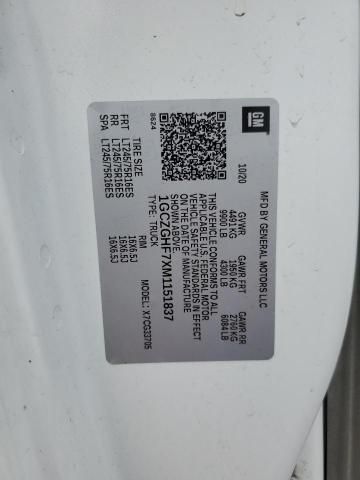 GM
MFD BY GENERAL MOTORS LLC
10/20 GVWR GAWR FRT GAWR RR
4491 KG 1950 KG 2760 KG
9900 LB 4300 LB 6084 LB
THIS VEHICLE CONFORMS TO ALL
APPLICABLE U.S. FEDERAL MOTOR
VEHICLE SAFETY STANDARDS IN EFFECT
ON THE DATE OF MANUFACTURE
SHOWN ABOVE.
1GCZGHF7XM1151837
TYPE: TRUCK MODEL: X7CG33705
8624
TIRE SIZE RIM
FRT LT245/75R16ES 16X6.5J
RR LT245/75R16ES 16X6.5J
SPA LT245/75R16ES 16X6.5J